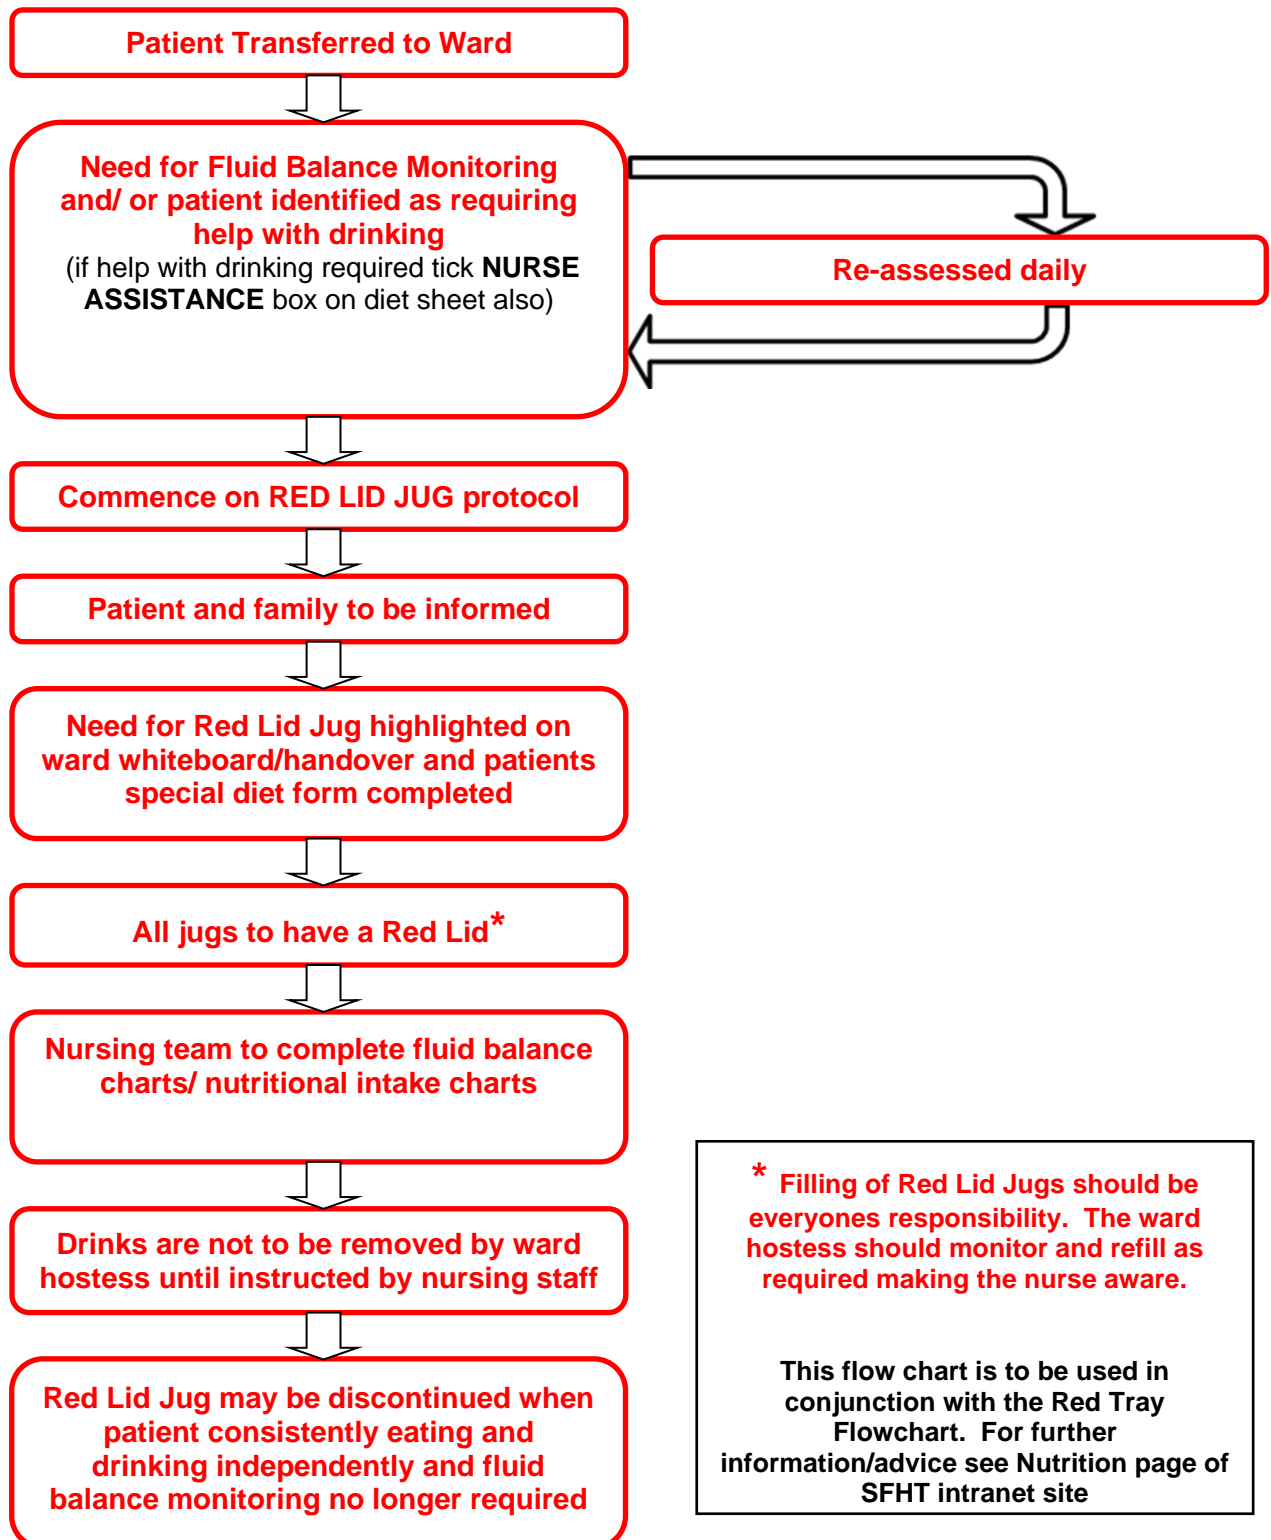 Patient Transferred to Ward
Need for Fluid Balance Monitoring
and/ or patient identified as requiring
help with drinking
(if help with drinking required tick NURSE
ASSISTANCE box on diet sheet also)
Re-assessed daily
Commence on RED LID JUG protocol
Patient and family to be informed
Need for Red Lid Jug highlighted on
ward whiteboard/handover and patients
special diet form completed
All jugs to have a Red Lid*
Nursing team to complete fluid balance
charts/ nutritional intake charts
Drinks are not to be removed by ward
hostess until instructed by nursing staff
Red Lid Jug may be discontinued when
patient consistently eating and
drinking independently and fluid
balance monitoring no longer required
* Filling of Red Lid Jugs should be
everyones responsibility. The ward
hostess should monitor and refill as
required making the nurse aware.
This flow chart is to be used in
conjunction with the Red Tray
Flowchart. For further
information/advice see Nutrition page of
SFHT intranet site